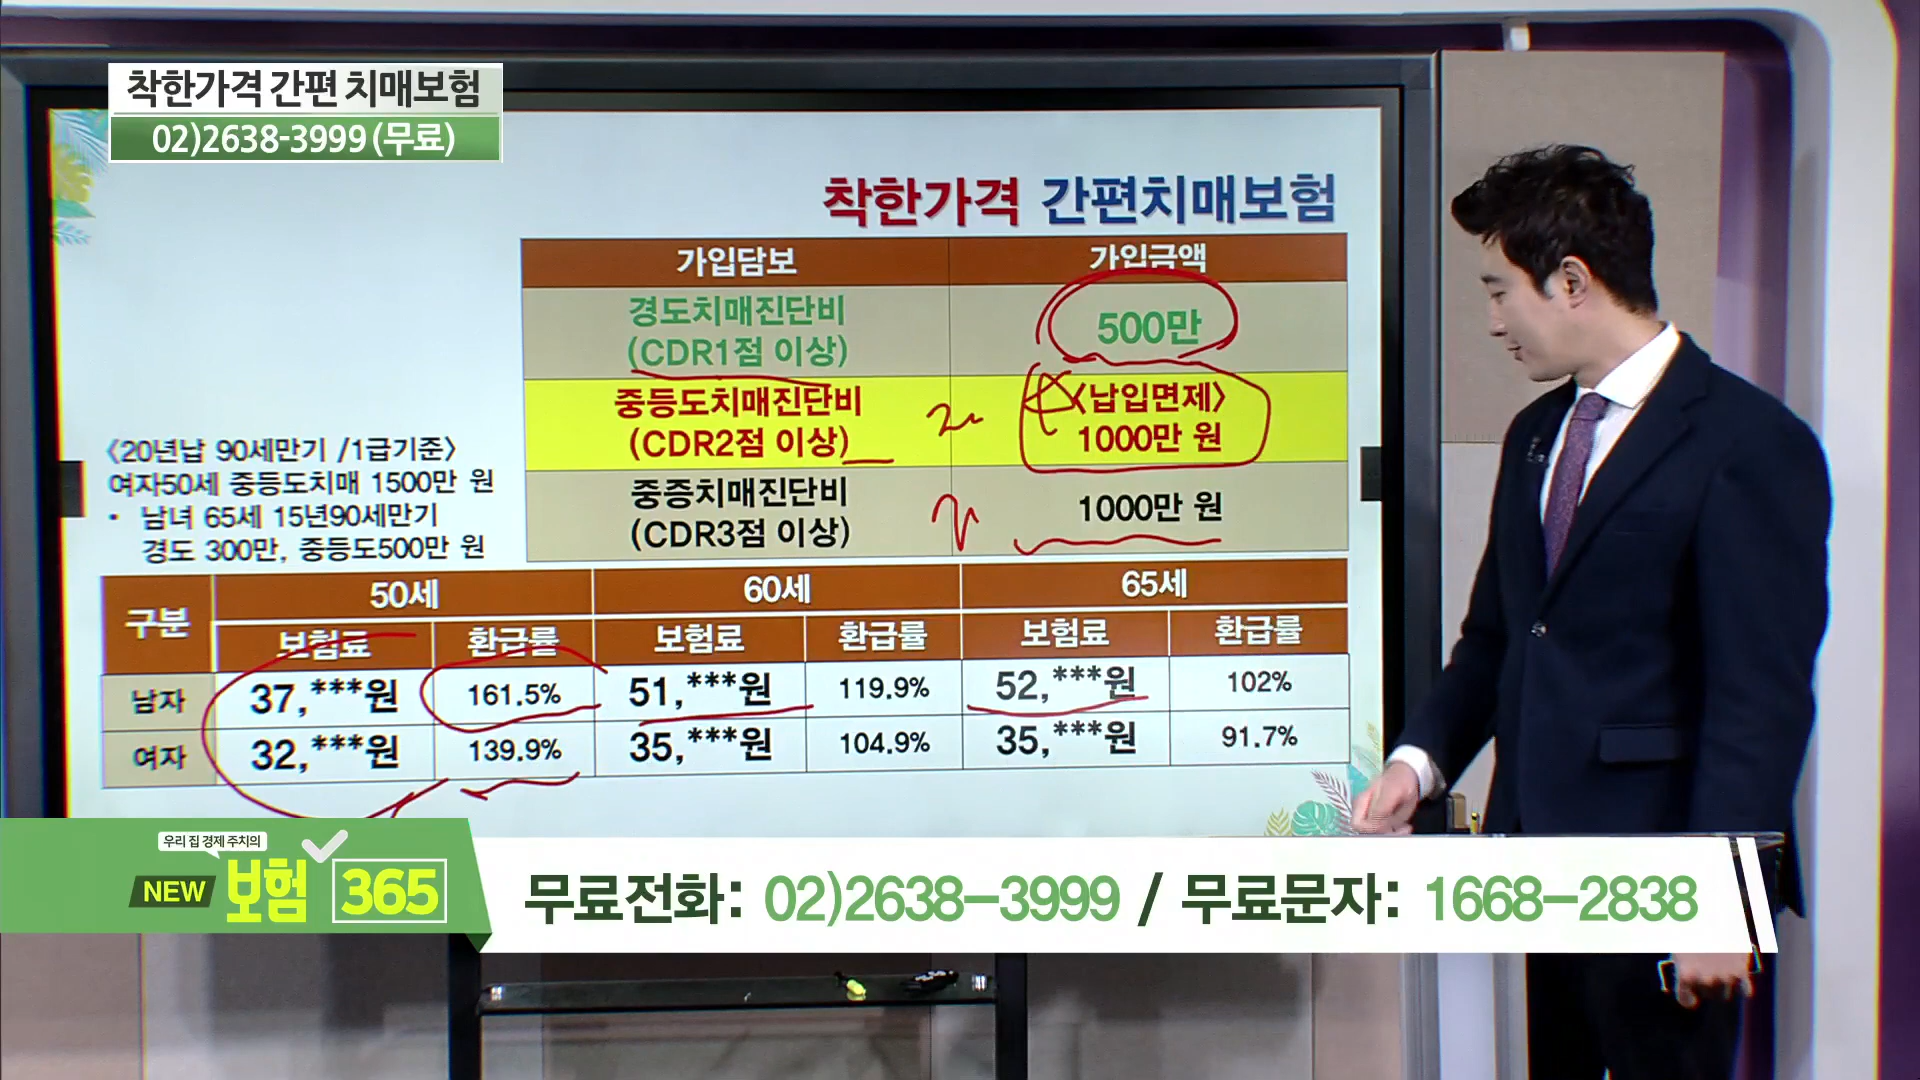 착한가격 간편 치매보험
02)2638-3999 (무료)
착한가격 간편치매보험
가입담보 가입금액
경도치매진단비 (CDR1점 이상) 500만
중등도치매진단비 (CDR2점 이상) <납입면제> 1000만 원
중증치매진단비 (CDR3점 이상) 1000만 원
<20년납 90세만기 /1급기준>
여자50세 중등도치매 1500만 원
• 남녀 65세 15년90세만기
경도 300만, 중등도500만 원
구분 50세 60세 65세
보험료 환급률 보험료 환급률 보험료 환급률
남자 37,***원 161.5% 51,***원 119.9% 52,***원 102%
여자 32,***원 139.9% 35,***원 104.9% 35,***원 91.7%
우리 집 경제 주치의
NEW 보험 365
무료전화: 02)2638-3999 / 무료문자: 1668-2838